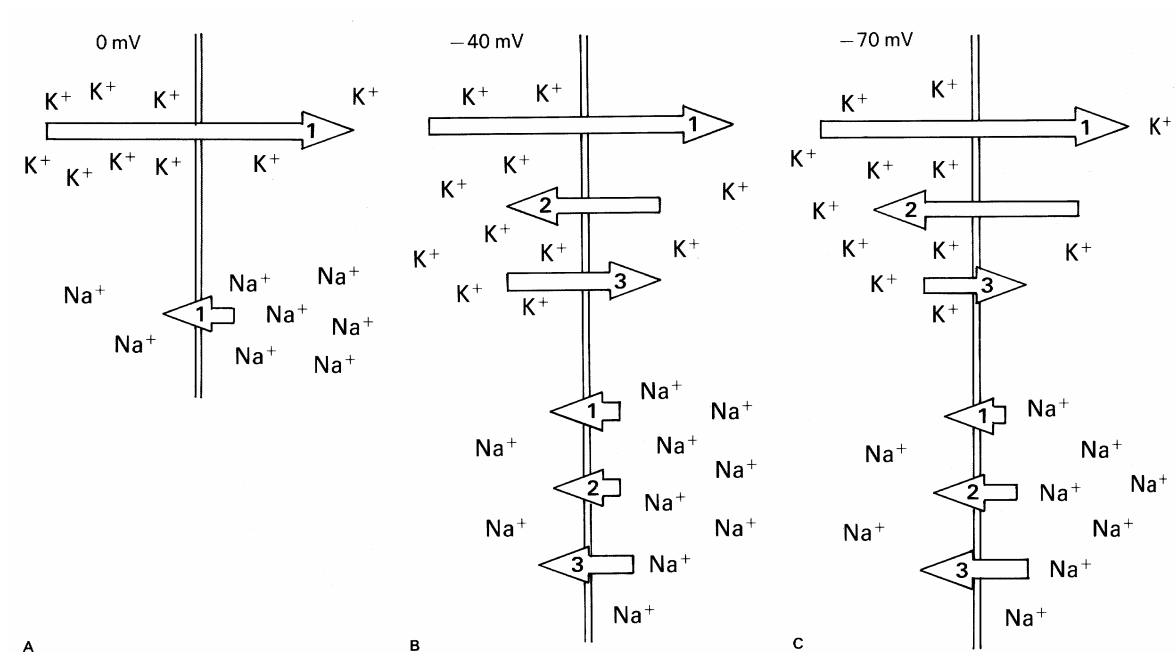 0 mV
K⁺ K⁺ K⁺ K⁺
1
K⁺ K⁺ K⁺ K⁺ K⁺
Na⁺ Na⁺ Na⁺
1 Na⁺ Na⁺
Na⁺ Na⁺ Na⁺
A
−40 mV
K⁺ K⁺
1
K⁺
K⁺ K⁺
2
K⁺ K⁺ K⁺
K⁺
3
K⁺ K⁺
Na⁺
1 Na⁺
Na⁺ Na⁺
Na⁺
2 Na⁺
Na⁺ Na⁺
3 Na⁺
Na⁺
B
−70 mV
K⁺ K⁺
1 K⁺
K⁺ K⁺ K⁺
K⁺ 2
K⁺ K⁺ K⁺
K⁺ 3
K⁺
1 Na⁺
Na⁺ Na⁺
2 Na⁺ Na⁺
Na⁺ Na⁺
3 Na⁺
Na⁺
C